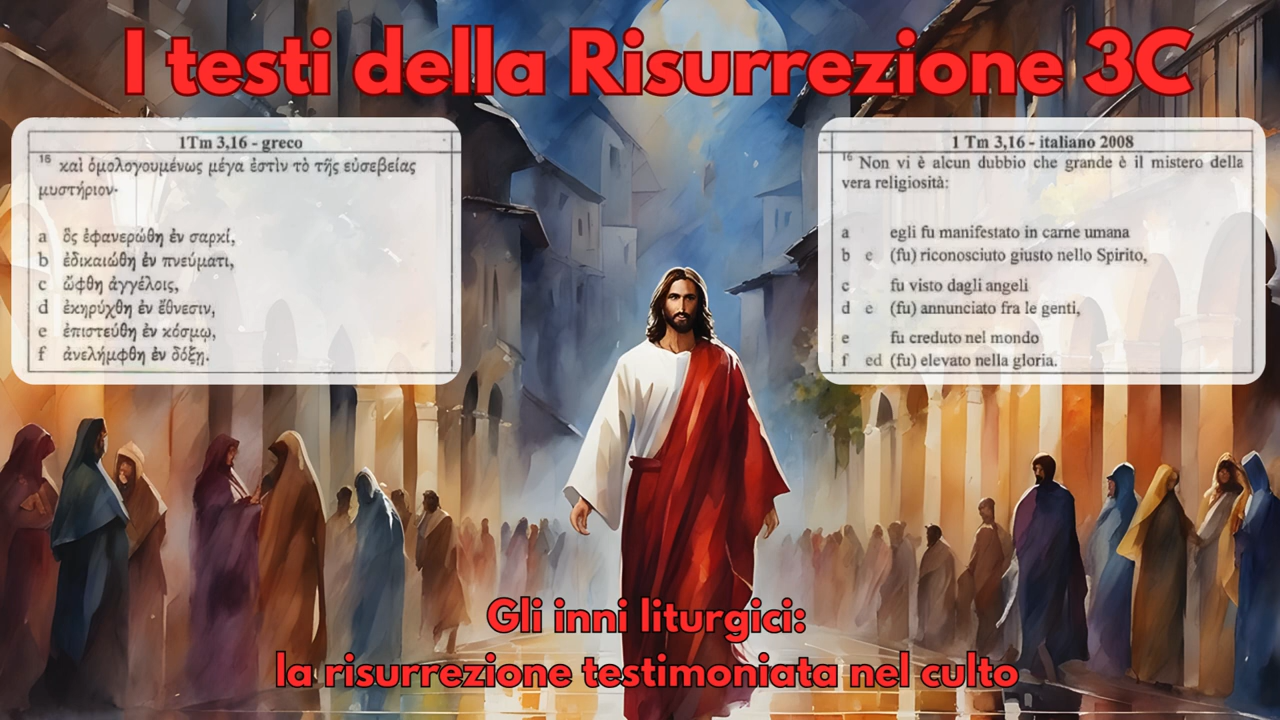 I testi della Risurrezione 3C
1Tm 3,16 - greco
16 καὶ ὁμολογουμένως μέγα ἐστὶν τὸ τῆς εὐσεβείας
μυστήριον·
a ὃς ἐφανερώθη ἐν σαρκί,
b ἐδικαιώθη ἐν πνεύματι,
c ὤφθη ἀγγέλοις,
d ἐκηρύχθη ἐν ἔθνεσιν,
e ἐπιστεύθη ἐν κόσμῳ,
f ἀνελήμφθη ἐν δόξῃ.
1 Tm 3,16 - italiano 2008
16 Non vi è alcun dubbio che grande è il mistero della
vera religiosità:
a egli fu manifestato in carne umana
b e (fu) riconosciuto giusto nello Spirito,
c fu visto dagli angeli
d e (fu) annunciato fra le genti,
e fu creduto nel mondo
f ed (fu) elevato nella gloria.
Gli inni liturgici:
la risurrezione testimoniata nel culto